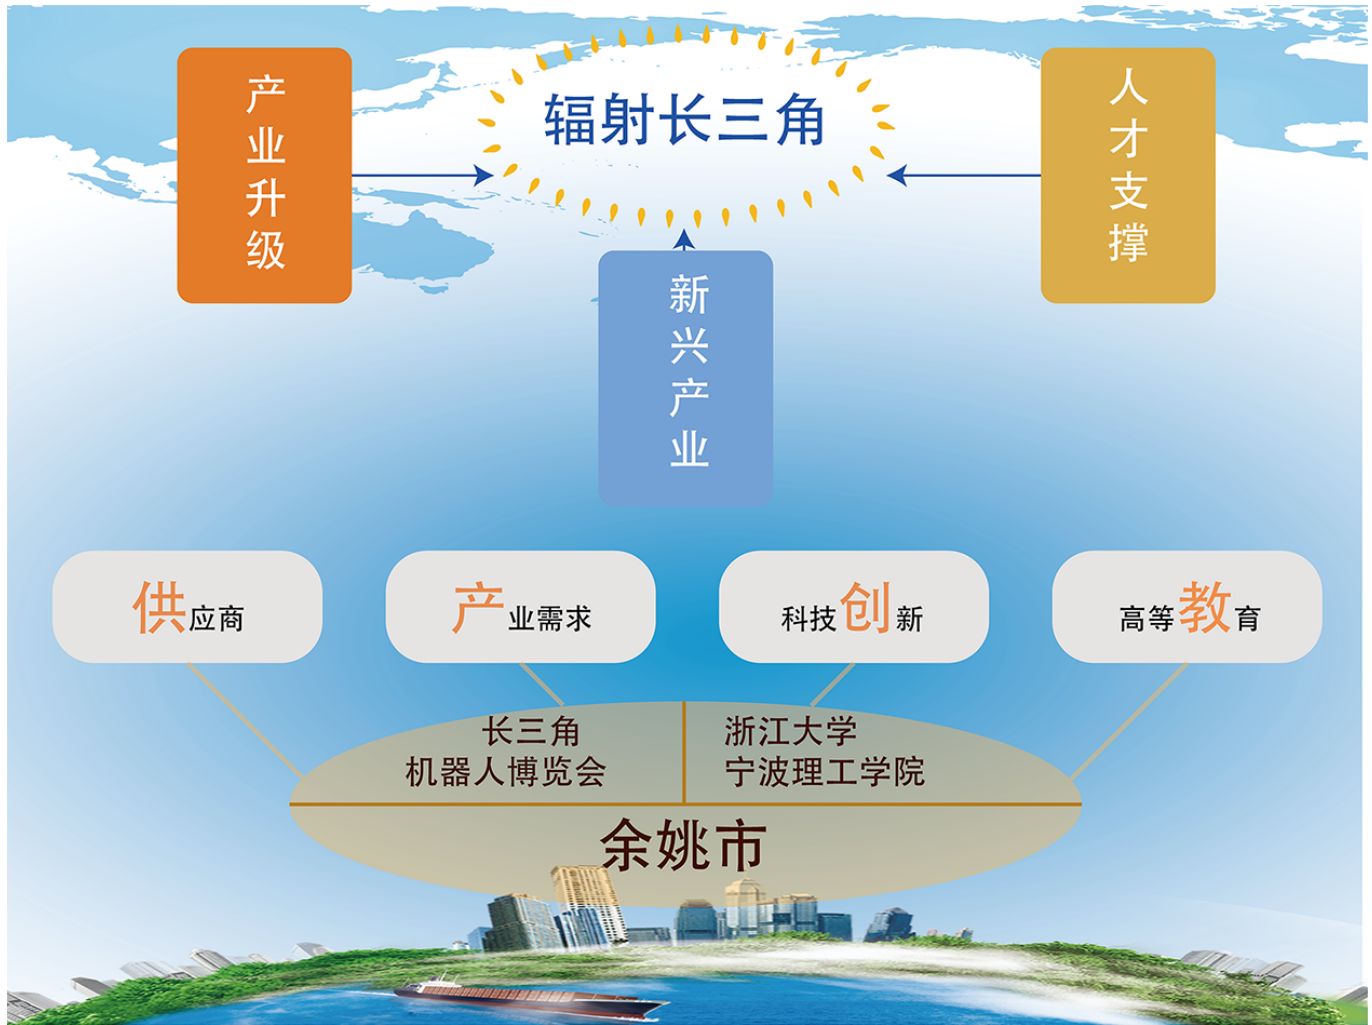 产业升级
辐射长三角
人才支撑
新兴产业
供应商
产业需求
科技创新
高等教育
长三角
机器人博览会
浙江大学
宁波理工学院
余姚市